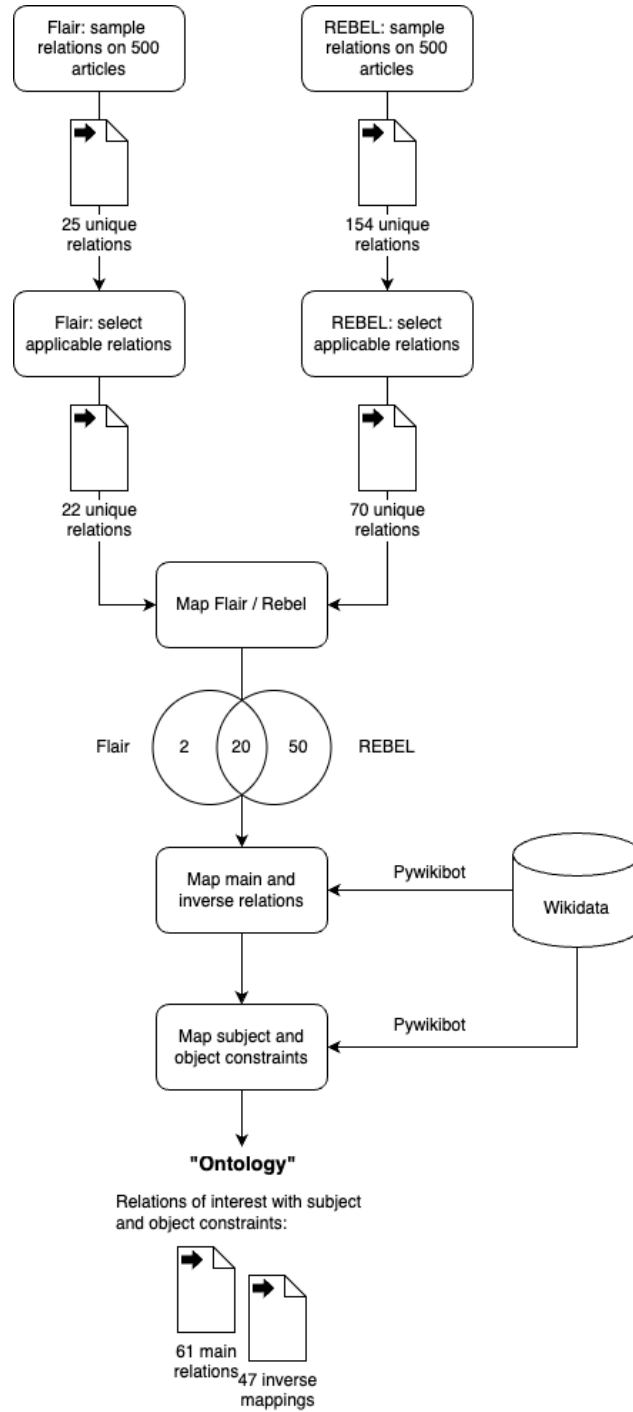 Flair: sample
relations on 500
articles
REBEL: sample
relations on 500
articles
25 unique
relations
154 unique
relations
Flair: select
applicable relations
REBEL: select
applicable relations
22 unique
relations
70 unique
relations
Map Flair / Rebel
Flair
2
20
50
REBEL
Map main and
inverse relations
Pywikibot
Wikidata
Map subject and
object constraints
Pywikibot
"Ontology"
Relations of interest with subject
and object constraints:
61 main
relations
47 inverse
mappings